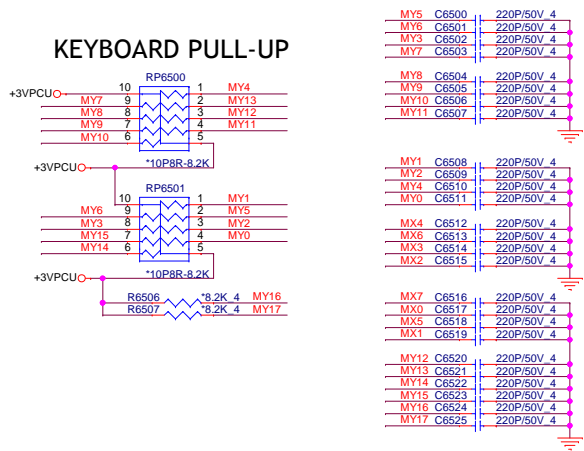 KEYBOARD PULL-UP
RP6500
+3VPCU 10 1 MY4
MY7 9 2 MY13
MY8 8 3 MY12
MY9 7 4 MY11
MY10 6 5
+3VPCU *10P8R-8.2K
RP6501
10 1 MY1
MY6 9 2 MY5
MY3 8 3 MY2
MY15 7 4 MY0
MY14 6 5
+3VPCU *10P8R-8.2K
R6506 *8.2K_4 MY16
R6507 *8.2K_4 MY17
MY5 C6500 220P/50V_4
MY6 C6501 220P/50V_4
MY3 C6502 220P/50V_4
MY7 C6503 220P/50V_4
MY8 C6504 220P/50V_4
MY9 C6505 220P/50V_4
MY10 C6506 220P/50V_4
MY11 C6507 220P/50V_4
MY1 C6508 220P/50V_4
MY2 C6509 220P/50V_4
MY4 C6510 220P/50V_4
MY0 C6511 220P/50V_4
MX4 C6512 220P/50V_4
MX6 C6513 220P/50V_4
MX3 C6514 220P/50V_4
MX2 C6515 220P/50V_4
MX7 C6516 220P/50V_4
MX0 C6517 220P/50V_4
MX5 C6518 220P/50V_4
MX1 C6519 220P/50V_4
MY12 C6520 220P/50V_4
MY13 C6521 220P/50V_4
MY14 C6522 220P/50V_4
MY15 C6523 220P/50V_4
MY16 C6524 220P/50V_4
MY17 C6525 220P/50V_4